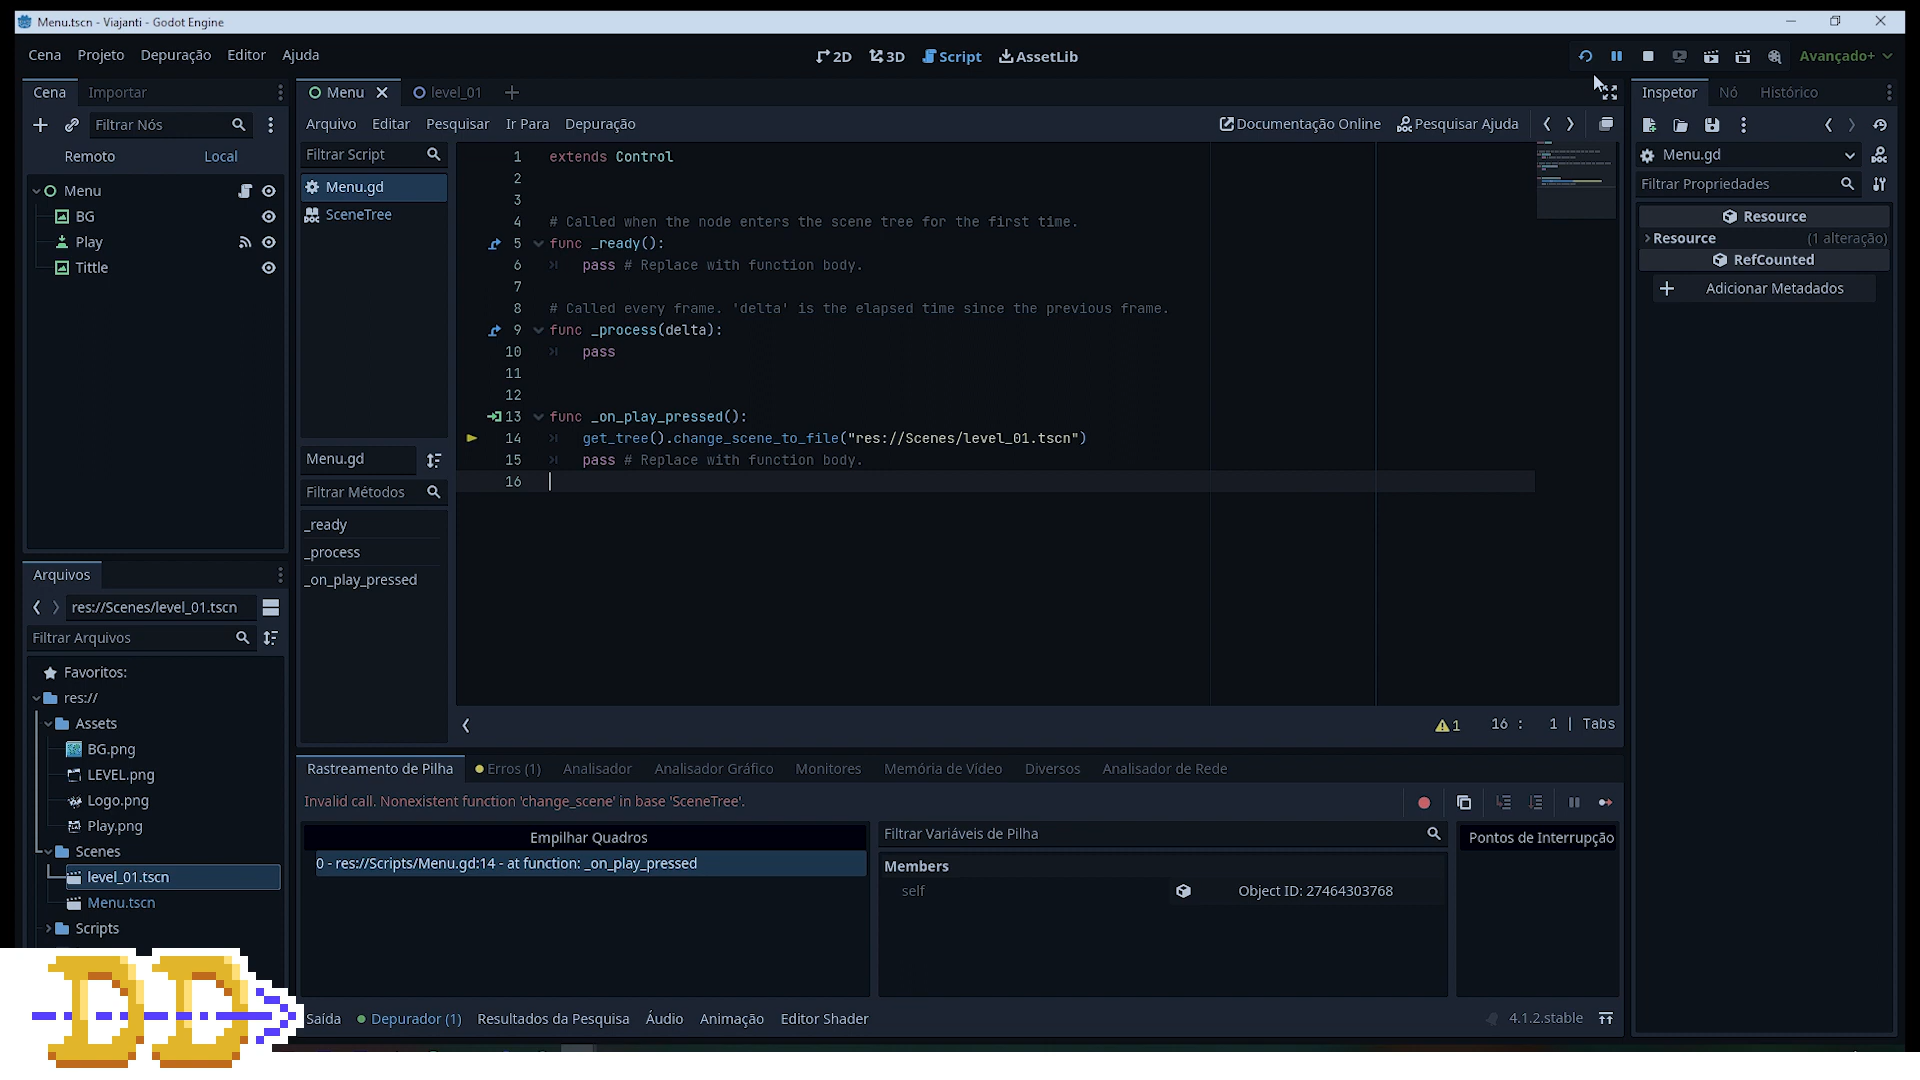 Menu.tscn - Viajanti - Godot Engine
Cena Projeto Depuração Editor Ajuda
2D 3D Script AssetLib
Avançado+
Cena Importar
Menu level_01
Inspetor Nó Histórico
Filtrar Nós
Arquivo Editar Pesquisar Ir Para Depuração
Documentação Online Pesquisar Ajuda
Remoto Local
Filtrar Script
Menu.gd
Filtrar Propriedades
Menu
BG
Play
Tittle
Menu.gd
SceneTree
1 extends Control
2
3
4 # Called when the node enters the scene tree for the first time.
5 func _ready():
6 pass # Replace with function body.
7
8 # Called every frame. 'delta' is the elapsed time since the previous frame.
9 func _process(delta):
10 pass
11
12
13 func _on_play_pressed():
14 get_tree().change_scene_to_file("res://Scenes/level_01.tscn")
15 pass # Replace with function body.
16
Resource
Resource (1 alteração)
RefCounted
Adicionar Metadados
Menu.gd
Filtrar Métodos
_ready
_process
_on_play_pressed
1 16 : 1 | Tabs
Arquivos
res://Scenes/level_01.tscn
Filtrar Arquivos
Favoritos:
res://
Assets
BG.png
LEVEL.png
Logo.png
Play.png
Scenes
level_01.tscn
Menu.tscn
Scripts
Rastreamento de Pilha Erros (1) Analisador Analisador Gráfico Monitores Memória de Vídeo Diversos Analisador de Rede
Invalid call. Nonexistent function 'change_scene' in base 'SceneTree'.
Empilhar Quadros
0 - res://Scripts/Menu.gd:14 - at function: _on_play_pressed
Filtrar Variáveis de Pilha
Members
self Object ID: 27464303768
Pontos de Interrupção
Saída Depurador (1) Resultados da Pesquisa Áudio Animação Editor Shader
4.1.2.stable
DD